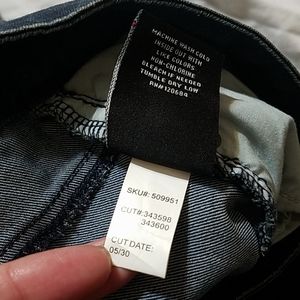 MACHINE WASH COLD
INSIDE OUT WITH
LIKE COLORS
NON-CHLORINE
BLEACH IF NEEDED
TUMBLE DRY LOW
RN#120684
SKU#: 509951
CUT#:343598
343600
CUT DATE:
05/30